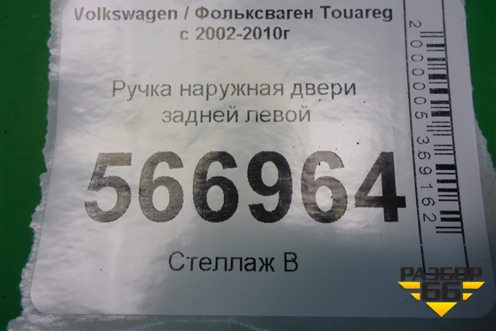 Volkswagen / Фольксваген Touareg
с 2002-2010г
Ручка наружная двери
задней левой
566964
Стеллаж В
2000005369162
РАЗБОР
66